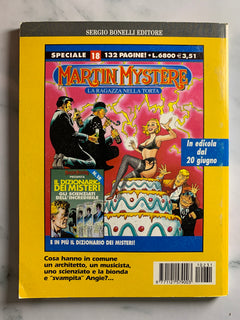 SERGIO BONELLI EDITORE
SPECIALE 18 132 PAGINE! • L.6800 € 3,51
MARTIN MYSTÈRE
LA RAGAZZA NELLA TORTA
In edicola
dal
20 giugno
PRESENTA
IL DIZIONARIO
DEI MISTERI
GLI SCIENZIATI
DELL'INCREDIBILE
E IN PIÙ IL DIZIONARIO DEI MISTERI!
Cosa hanno in comune
un architetto, un musicista,
uno scienziato e la bionda
e "svampita" Angie?...